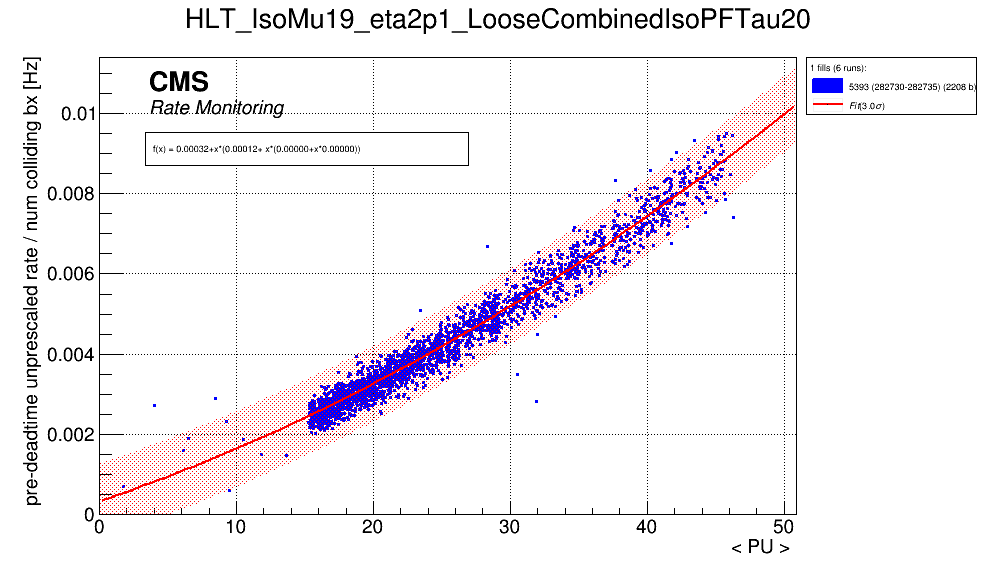 HLT_IsoMu19_eta2p1_LooseCombinedIsoPFTau20
pre-deadtime unprescaled rate / num colliding bx [Hz]
CMS
Rate Monitoring
f(x) = 0.00032+x*(0.00012+ x*(0.00000+x*0.00000))
1 fills (6 runs):
5393 (282730-282735) (2208 b)
Fit(3.0σ)
0.01
0.008
0.006
0.004
0.002
0
0 10 20 30 40 50
< PU >